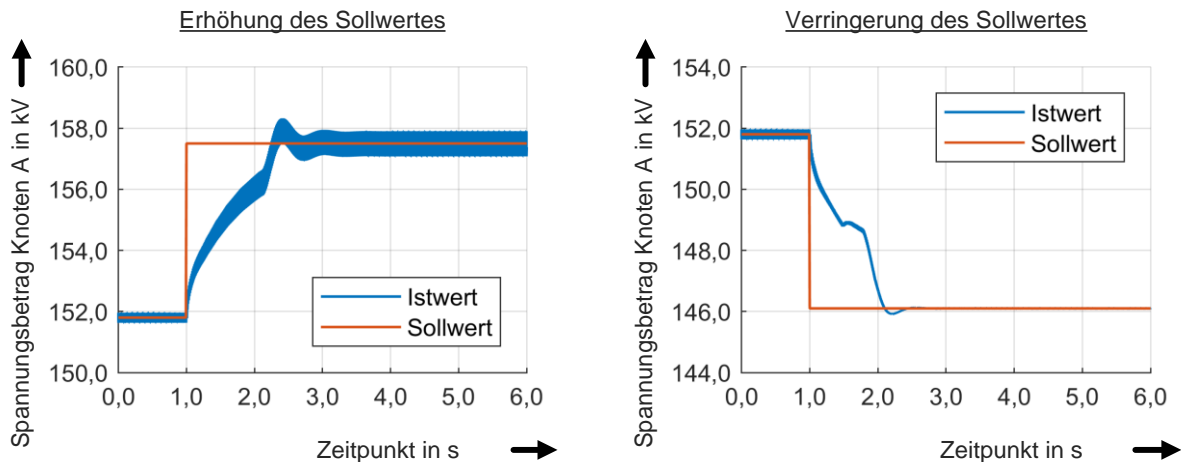 Erhöhung des Sollwertes
Spannungsbetrag Knoten A in kV
160,0
158,0
156,0
154,0
152,0
150,0
Istwert
Sollwert
0,0 1,0 2,0 3,0 4,0 5,0 6,0
Zeitpunkt in s
Verringerung des Sollwertes
Spannungsbetrag Knoten A in kV
154,0
152,0
150,0
148,0
146,0
144,0
Istwert
Sollwert
0,0 1,0 2,0 3,0 4,0 5,0 6,0
Zeitpunkt in s